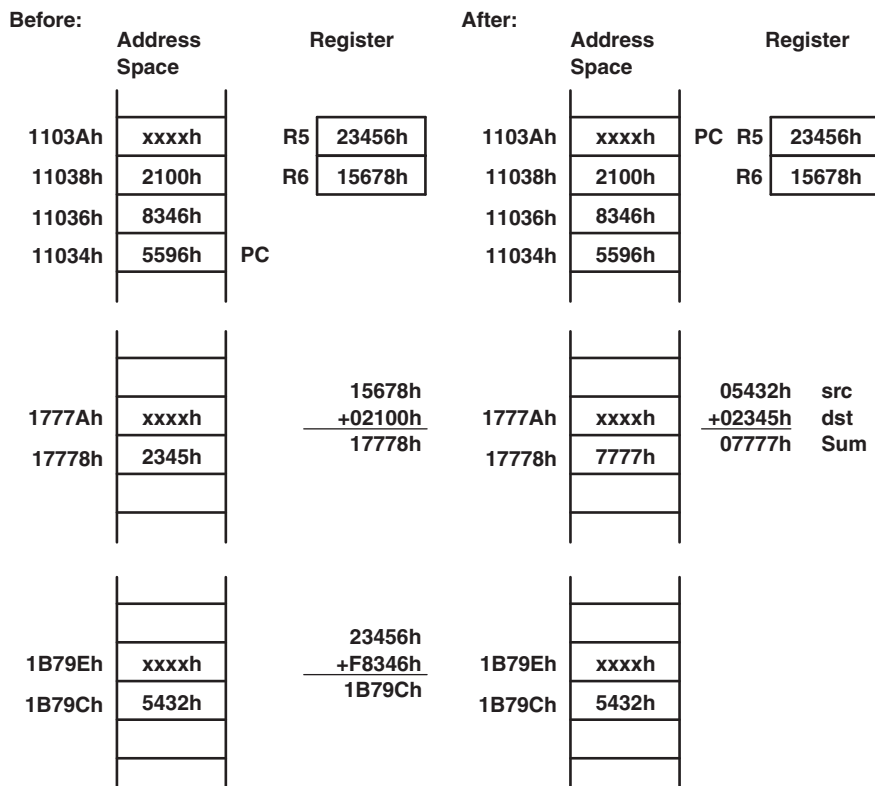 Before:
Address Space
Register
1103Ah xxxxh R5 23456h
11038h 2100h R6 15678h
11036h 8346h
11034h 5596h PC
15678h
1777Ah xxxxh +02100h
17778h 2345h 17778h
23456h
1B79Eh xxxxh +F8346h
1B79Ch 5432h 1B79Ch
After:
Address Space
Register
1103Ah xxxxh PC R5 23456h
11038h 2100h R6 15678h
11036h 8346h
11034h 5596h
05432h src
1777Ah xxxxh +02345h dst
17778h 7777h 07777h Sum
1B79Eh xxxxh
1B79Ch 5432h